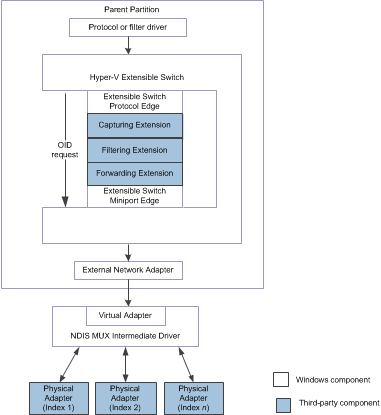 Parent Partition
Protocol or filter driver
Hyper-V Extensible Switch
Extensible Switch
Protocol Edge
Capturing Extension
OID
request
Filtering Extension
Forwarding Extension
Extensible Switch
Miniport Edge
External Network Adapter
Virtual Adapter
NDIS MUX Intermediate Driver
Physical
Adapter
(Index 1)
Physical
Adapter
(Index 2)
Physical
Adapter
(Index n)
Windows component
Third-party component